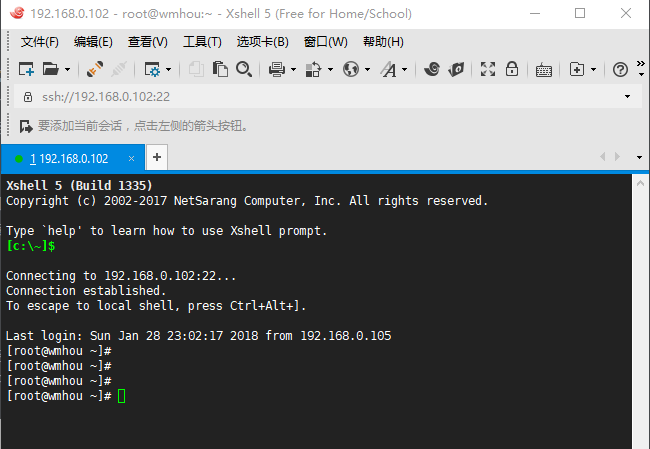 192.168.0.102 - root@wmhou:~ - Xshell 5 (Free for Home/School)
文件(F) 编辑(E) 查看(V) 工具(T) 选项卡(B) 窗口(W) 帮助(H)
ssh://192.168.0.102:22
要添加当前会话，点击左侧的箭头按钮。
1 192.168.0.102 × +
Xshell 5 (Build 1335)
Copyright (c) 2002-2017 NetSarang Computer, Inc. All rights reserved.
Type `help' to learn how to use Xshell prompt.
[c:\~]$
Connecting to 192.168.0.102:22...
Connection established.
To escape to local shell, press Ctrl+Alt+].
Last login: Sun Jan 28 23:02:17 2018 from 192.168.0.105
[root@wmhou ~]#
[root@wmhou ~]#
[root@wmhou ~]#
[root@wmhou ~]#